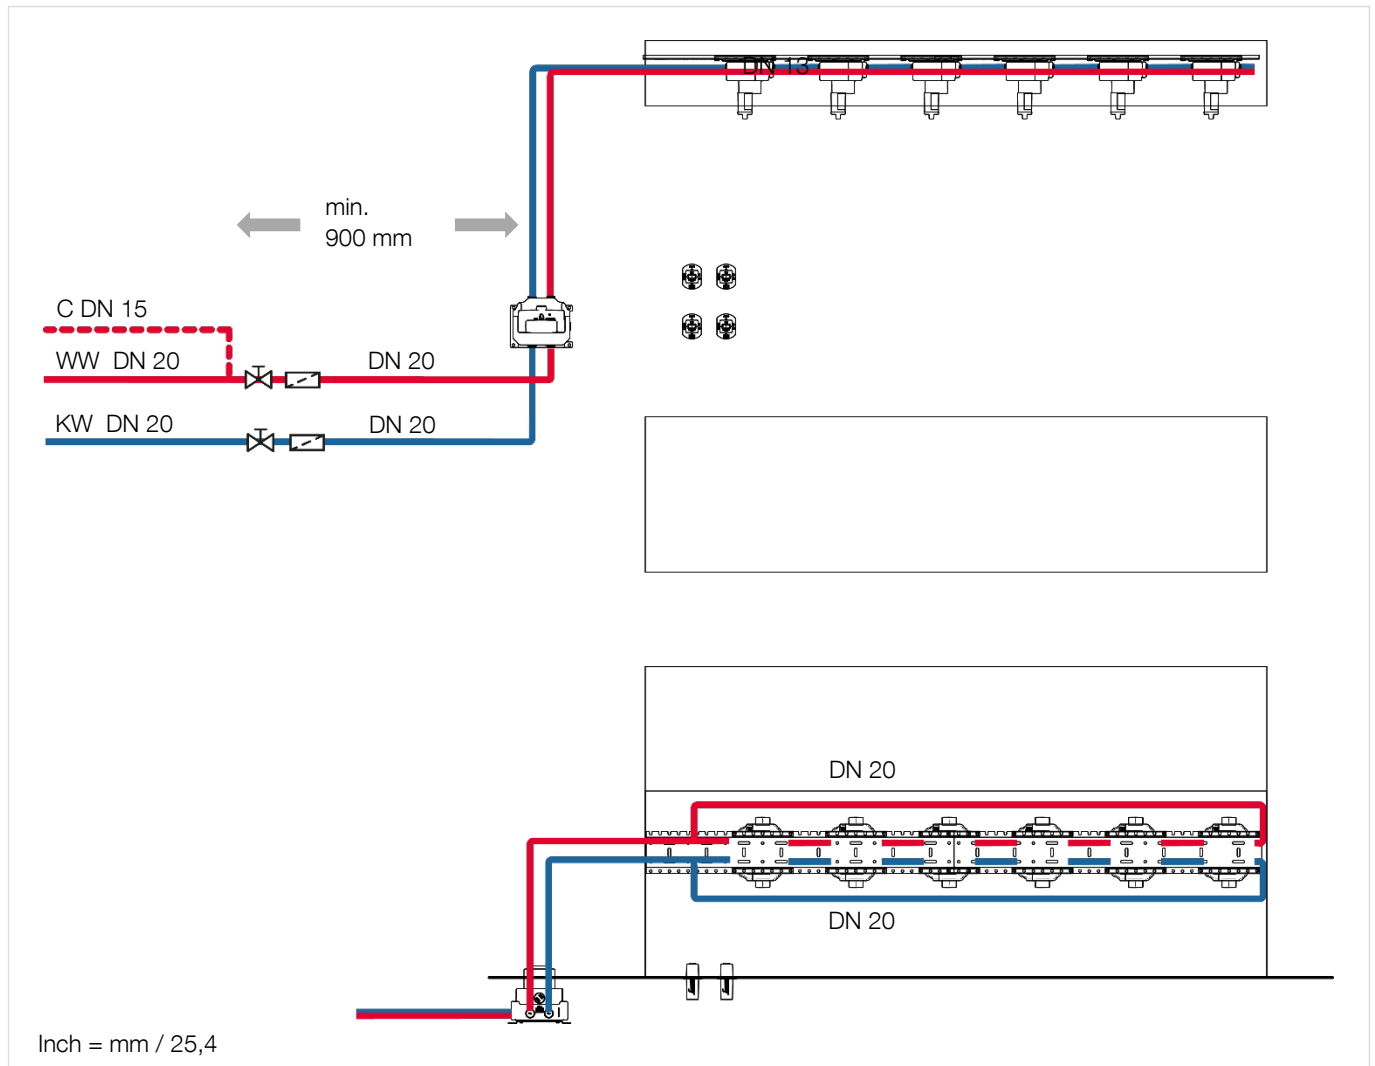 DN 13
min.
900 mm
C DN 15
WW DN 20
DN 20
KW DN 20
DN 20
DN 20
DN 20
Inch = mm / 25,4